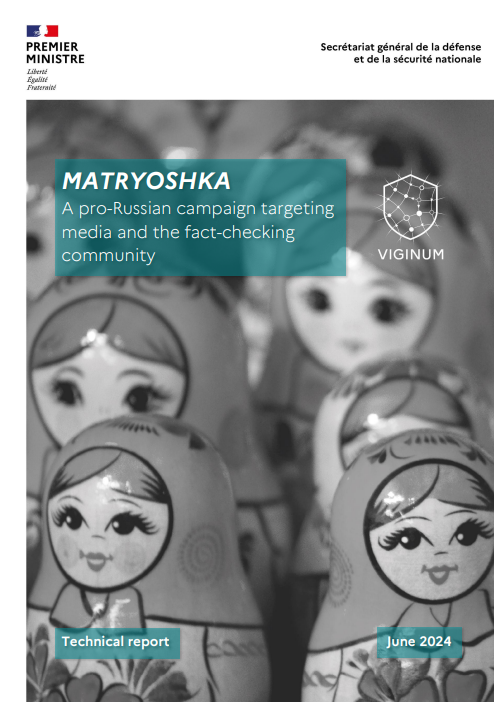 PREMIER
MINISTRE
Liberté
Égalité
Fraternité
Secrétariat général de la défense
et de la sécurité nationale
MATRYOSHKA
A pro-Russian campaign targeting
media and the fact-checking
community
VIGINUM
Technical report
June 2024